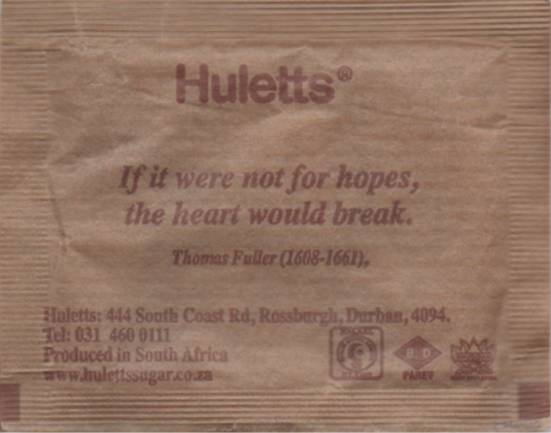 Huletts®
If it were not for hopes,
the heart would break.
Thomas Fuller (1608-1661),
Huletts: 444 South Coast Rd, Rossburgh, Durban, 4094.
Tel: 031 460 0111
Produced in South Africa
www.hulettssugar.co.za
B D
PAREV